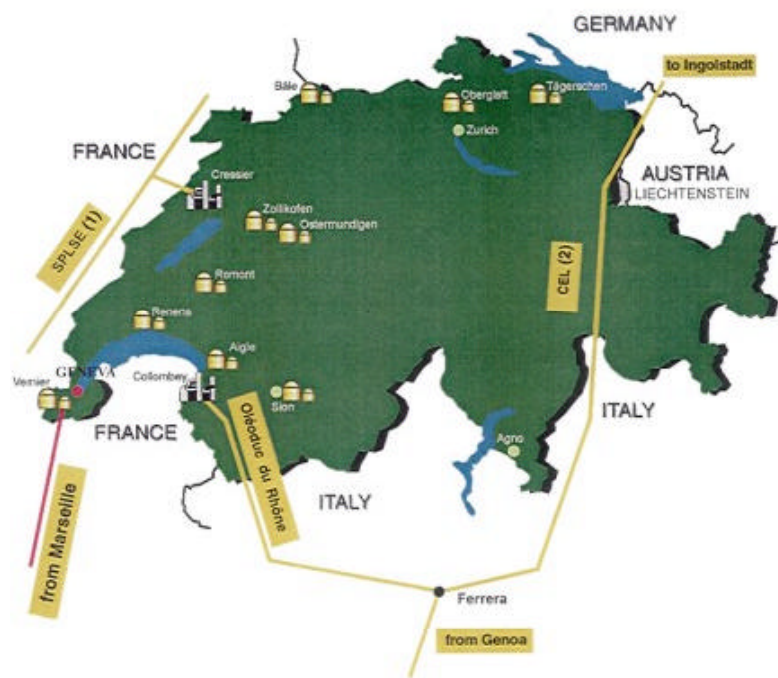 GERMANY
to Ingolstadt
Bâle
Oberglatt
Tägerschen
Zurich
FRANCE
Cressier
AUSTRIA
LIECHTENSTEIN
Zollikofen
Ostermundigen
SPLSE (1)
CEL (2)
Romont
Renens
Aigle
GENEVA
Vernier
Collombey
Sion
FRANCE
ITALY
Oléoduc du Rhône
Agno
ITALY
from Marseille
Ferrera
from Genoa